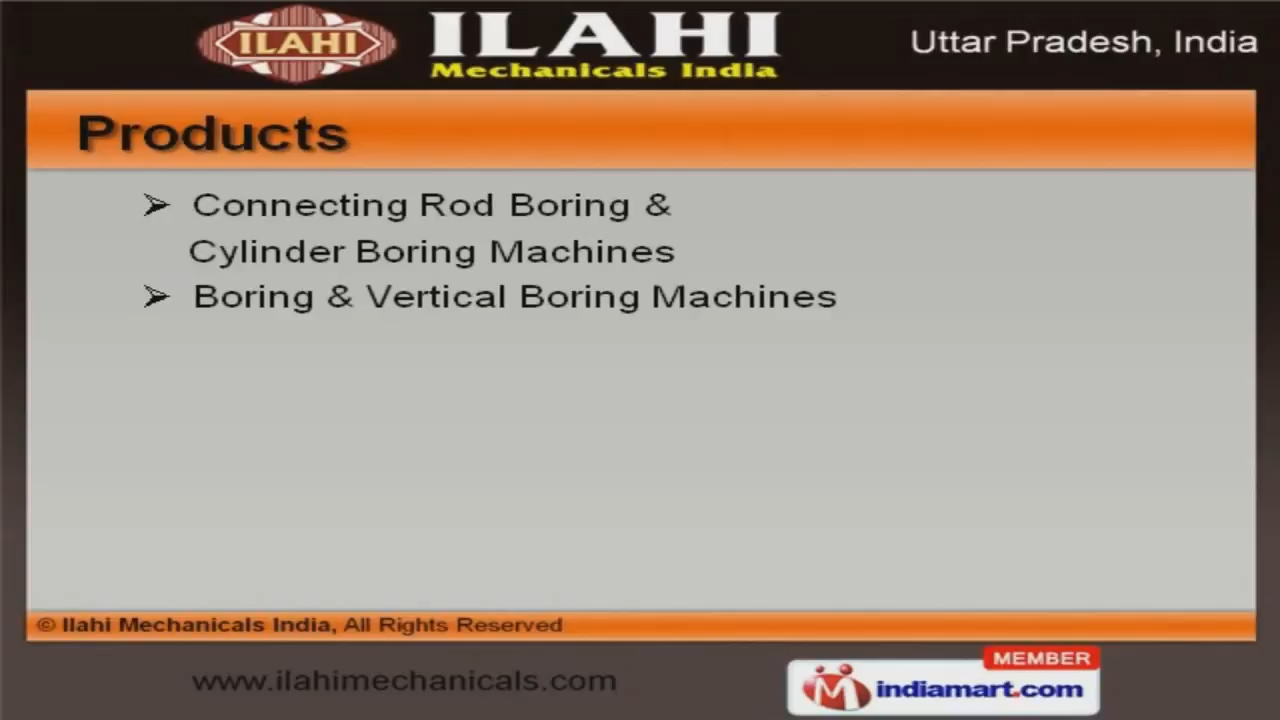 ILAHI
ILAHI
Mechanicals India
Uttar Pradesh, India
Products
➢ Connecting Rod Boring &
Cylinder Boring Machines
➢ Boring & Vertical Boring Machines
© Ilahi Mechanicals India, All Rights Reserved
www.ilahimechanicals.com
MEMBER
indiamart.com